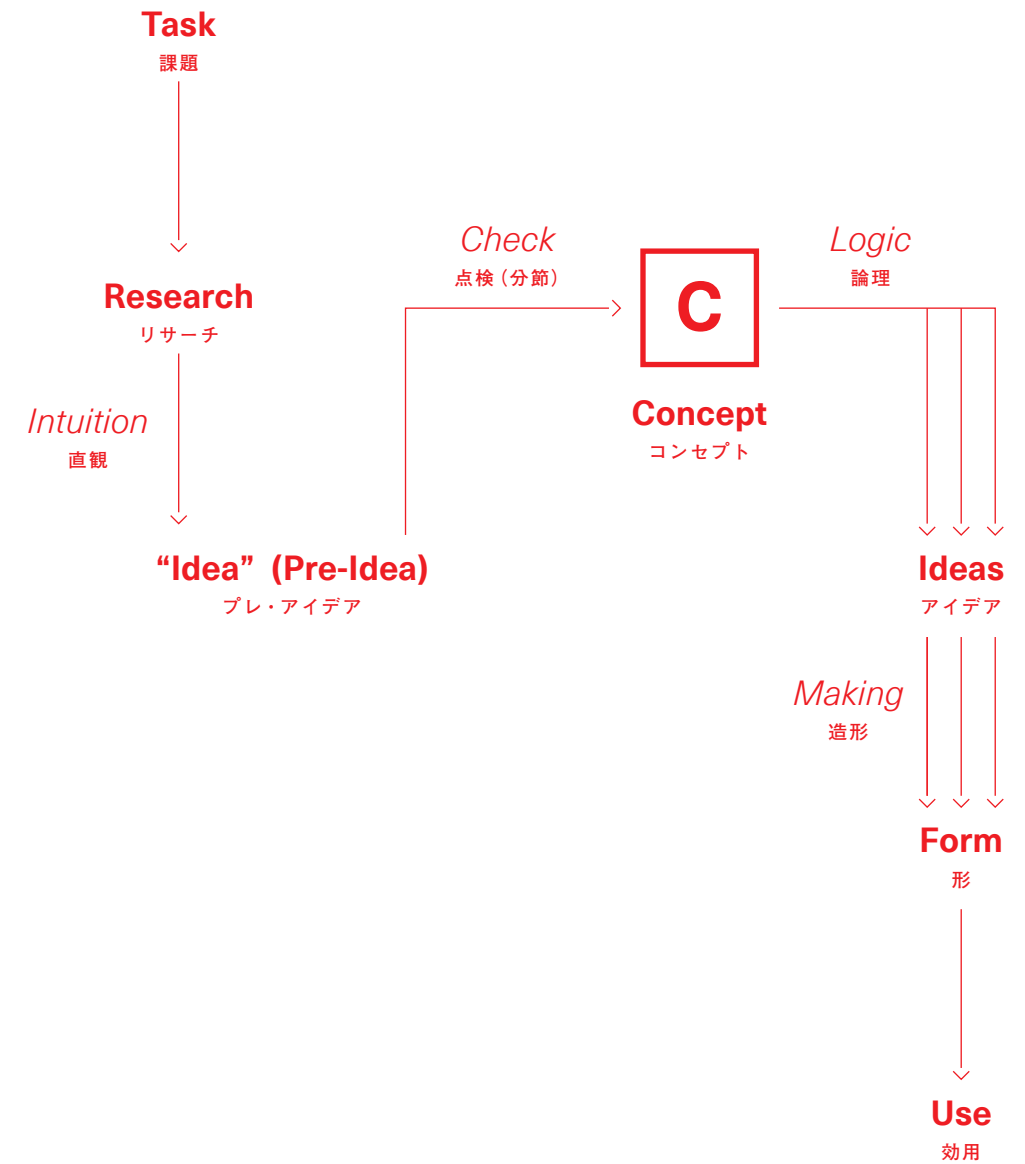 Task
課題
Research
リサーチ
Intuition
直観
“Idea” (Pre-Idea)
プレ・アイデア
Check
点検（分節）
C
Concept
コンセプト
Logic
論理
Ideas
アイデア
Making
造形
Form
形
Use
効用